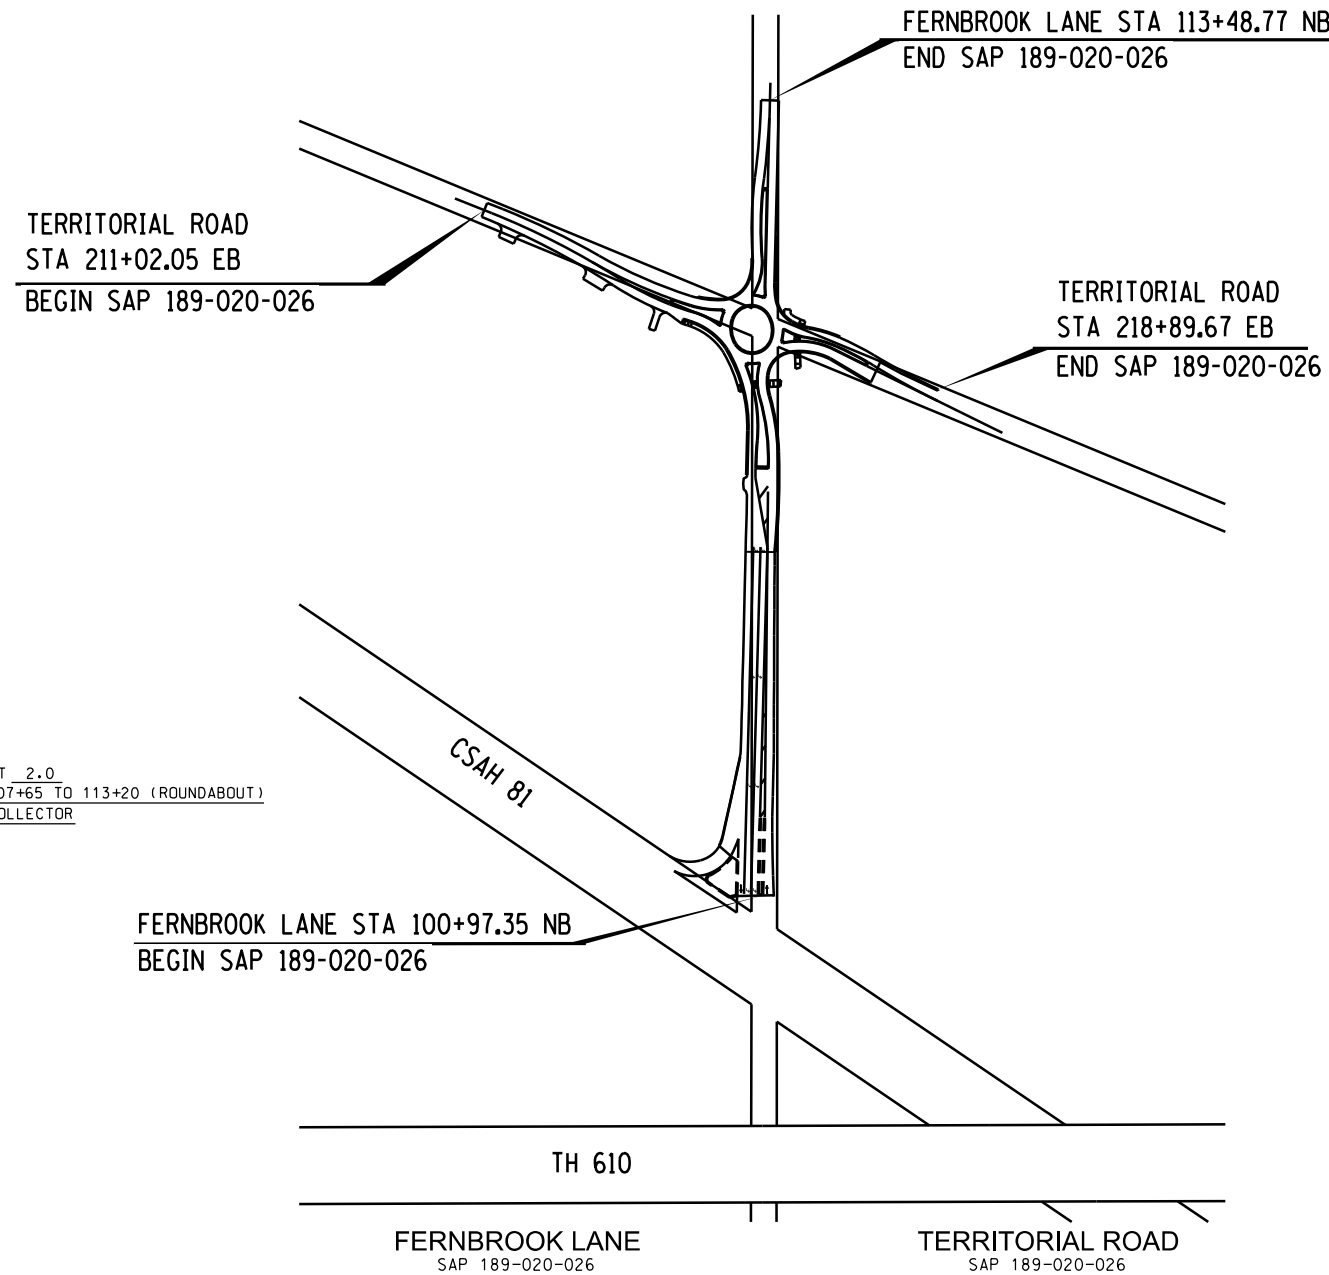 FERNBROOK LANE STA 113+48.77 NB
END SAP 189-020-026
TERRITORIAL ROAD
STA 211+02.05 EB
BEGIN SAP 189-020-026
TERRITORIAL ROAD
STA 218+89.67 EB
END SAP 189-020-026
CSAH 81
T 2.0
07+65 TO 113+20 (ROUNDABOUT)
OLLECTOR
FERNBROOK LANE STA 100+97.35 NB
BEGIN SAP 189-020-026
TH 610
FERNBROOK LANE
SAP 189-020-026
TERRITORIAL ROAD
SAP 189-020-026